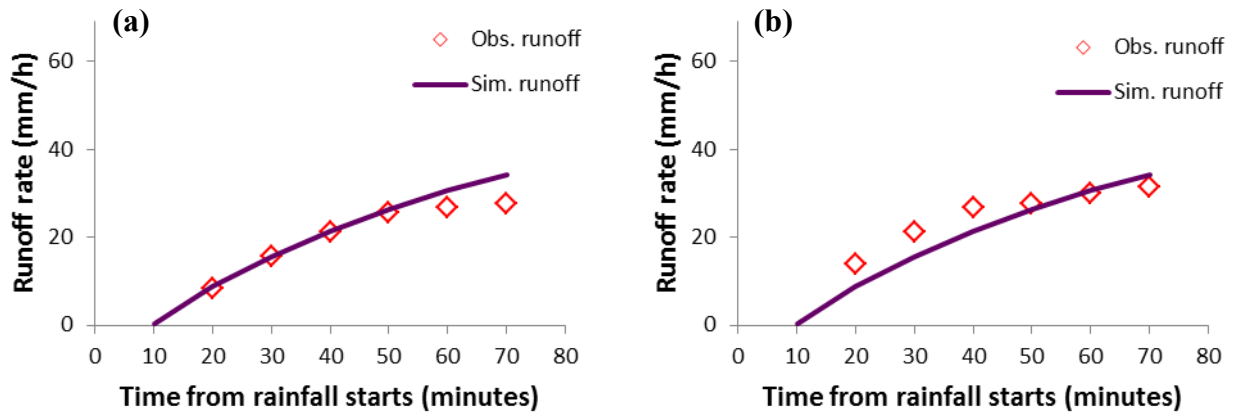 (a)
Obs. runoff
Sim. runoff
Runoff rate (mm/h)
60
40
20
0
0 10 20 30 40 50 60 70 80
Time from rainfall starts (minutes)
(b)
Obs. runoff
Sim. runoff
Runoff rate (mm/h)
60
40
20
0
0 10 20 30 40 50 60 70 80
Time from rainfall starts (minutes)